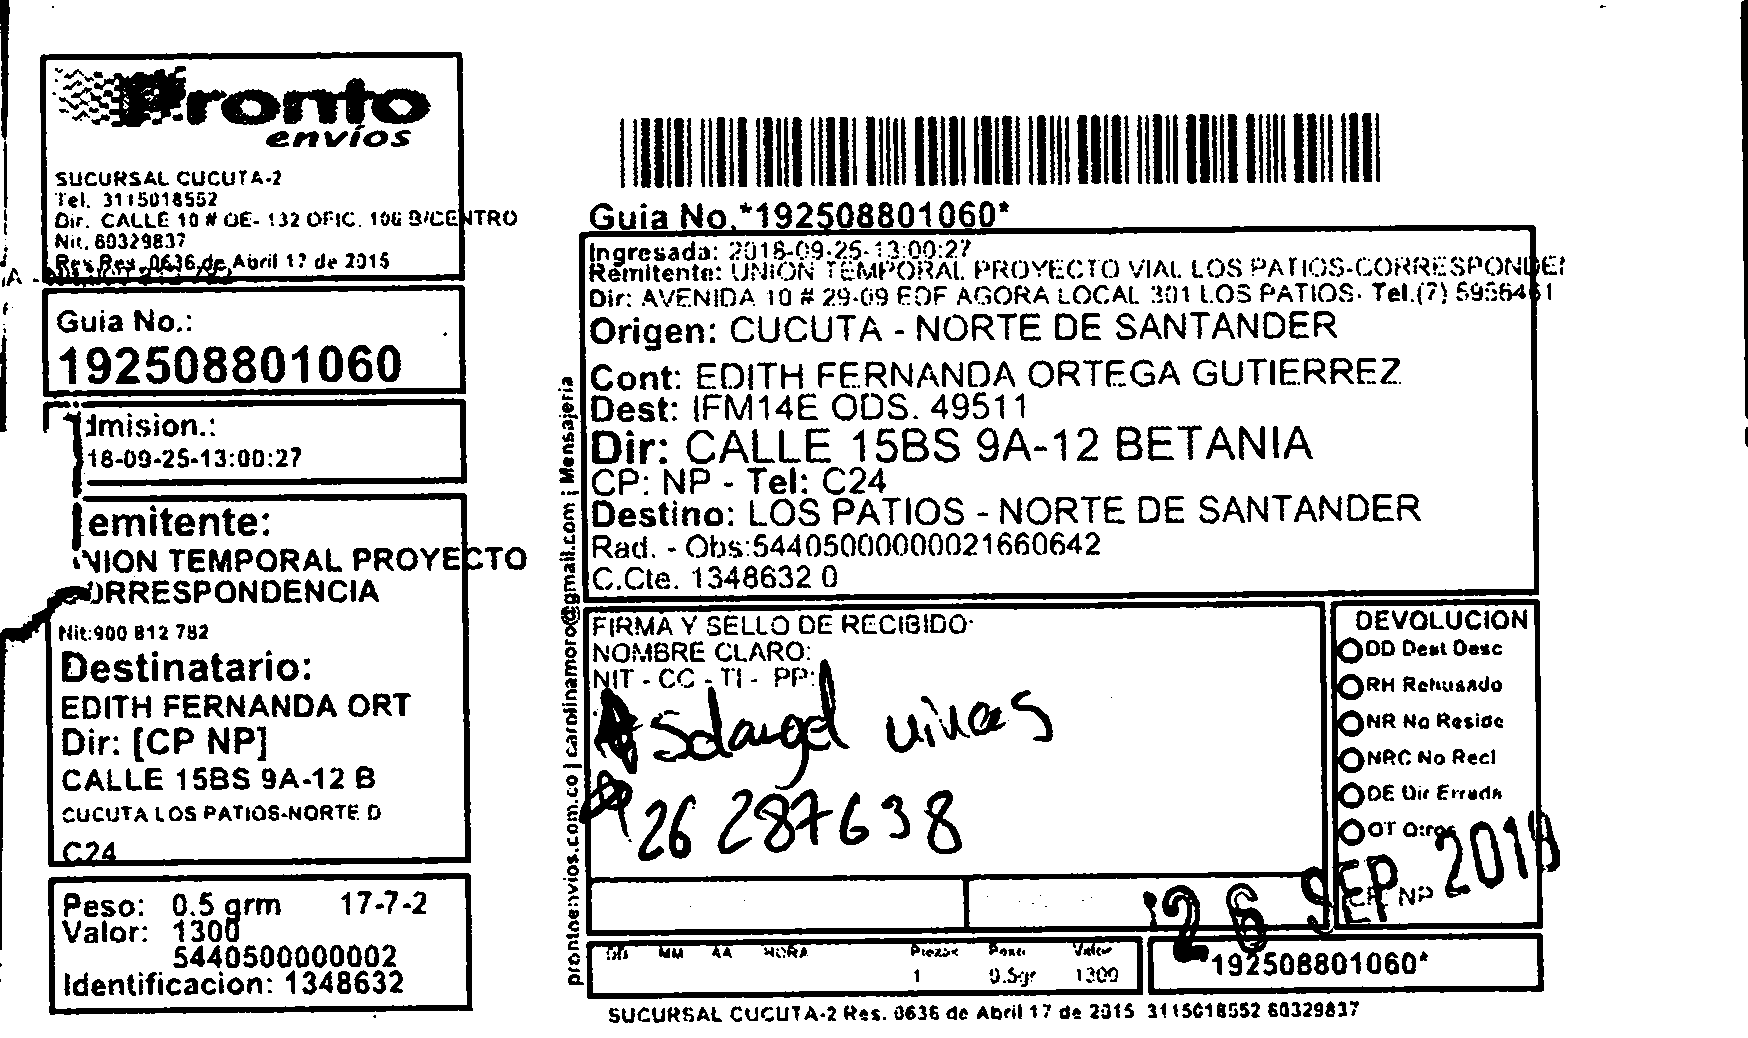 Pronto
envíos
SUCURSAL CUCUTA-2
Tel. 3115018552
Dir. CALLE 10 # OE- 132 OFIC. 106 B/CENTRO
Nit. 60329837
Res Res. 0636 de Abril 17 de 2015
Guia No.:
192508801060
dmision.:
18-09-25-13:00:27
emitente:
NION TEMPORAL PROYECTO
ORRESPONDENCIA
Nit:900 812 782
Destinatario:
EDITH FERNANDA ORT
Dir: [CP NP]
CALLE 15BS 9A-12 B
CUCUTA LOS PATIOS-NORTE D
C24
Peso: 0.5 grm 17-7-2
Valor: 1300
5440500000002
Identificacion: 1348632
prontoenvios.com.co | carolinamoro@gmail.com ; Mensajeria
Guia No.*192508801060*
Ingresada: 2018-09-25-13:00:27
Remitente: UNION TEMPORAL PROYECTO VIAL LOS PATIOS-CORRESPONDEN
Dir: AVENIDA 10 # 29-09 EDF AGORA LOCAL 301 LOS PATIOS- Tel.(7) 5956461
Origen: CUCUTA - NORTE DE SANTANDER
Cont: EDITH FERNANDA ORTEGA GUTIERREZ
Dest: IFM14E ODS. 49511
Dir: CALLE 15BS 9A-12 BETANIA
CP: NP - Tel: C24
Destino: LOS PATIOS - NORTE DE SANTANDER
Rad. - Obs:54405000000021660642
C.Cte. 1348632 0
FIRMA Y SELLO DE RECIBIDO
NOMBRE CLARO:
NIT - CC - TI - PP:
Solangel vivas
26 287638
DEVOLUCION
DD Dest Desc
RH Rehusado
NR No Reside
NRC No Recl
DE Dir Errada
OT Otros
NP
26 SEP 2018
DD MM AA HORA Piezas Peso Valor
1 0.5gr 1300
*192508801060*
SUCURSAL CUCUTA-2 Res. 0636 de Abril 17 de 2015 3115018552 60329837